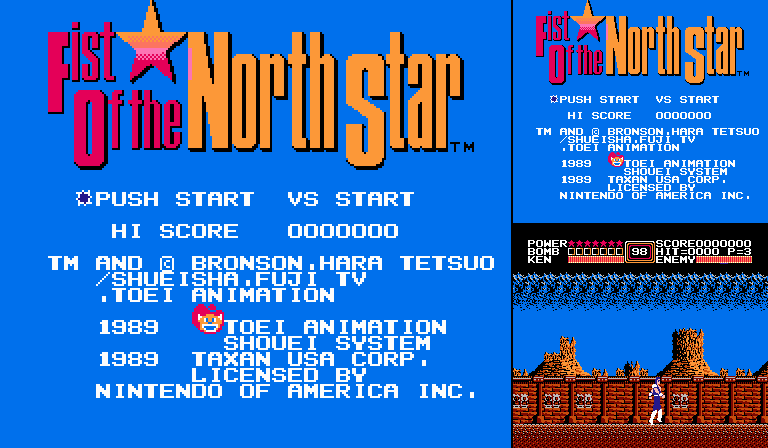 Fist
Of the North Star
TM
PUSH START VS START
HI SCORE 0000000
TM AND © BRONSON.HARA TETSUO
/SHUEISHA.FUJI TV
.TOEI ANIMATION
1989 TOEI ANIMATION
SHOUEI SYSTEM
1989 TAXAN USA CORP.
LICENSED BY
NINTENDO OF AMERICA INC.
Fist
Of the North Star
TM
PUSH START VS START
HI SCORE 0000000
TM AND © BRONSON.HARA TETSUO
/SHUEISHA.FUJI TV
.TOEI ANIMATION
1989 TOEI ANIMATION
SHOUEI SYSTEM
1989 TAXAN USA CORP.
LICENSED BY
NINTENDO OF AMERICA INC.
POWER★★★★★★★ 98 SCORE0000000
BOMB HIT=0000 P=3
KEN ENEMY